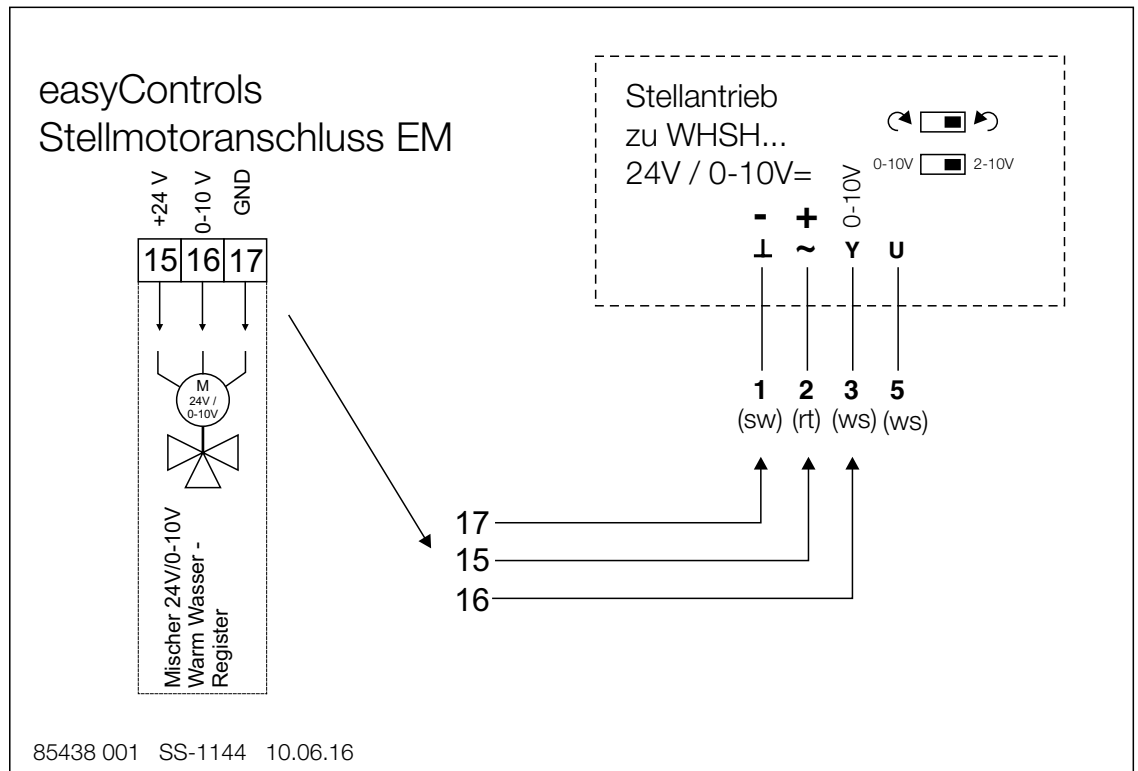 easyControls
Stellmotoranschluss EM
+24 V
0-10 V
GND
15 16 17
M
24V /
0-10V
Mischer 24V/0-10V
Warm Wasser -
Register
Stellantrieb
zu WHSH...
24V / 0-10V=
0-10V 2-10V
- +
0-10V
⊥ ~ Y U
1 2 3 5
(sw) (rt) (ws) (ws)
17
15
16
85438 001 SS-1144 10.06.16